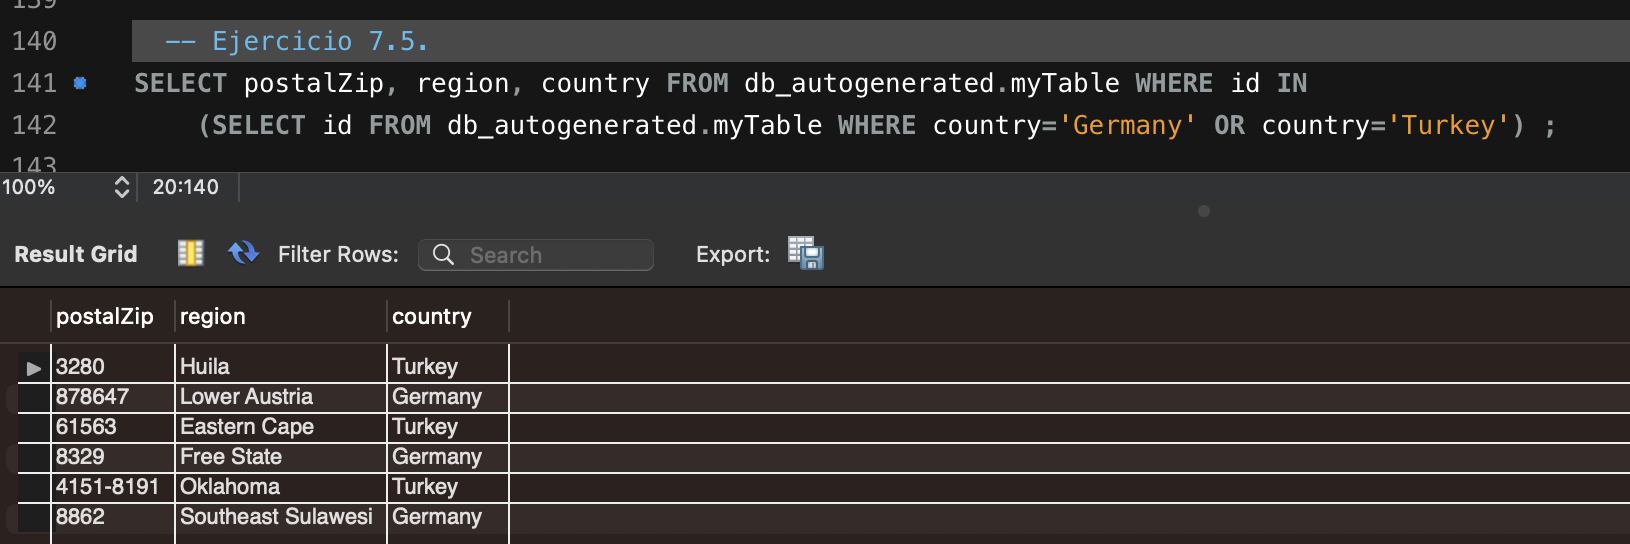 139
140 -- Ejercicio 7.5.
141 SELECT postalZip, region, country FROM db_autogenerated.myTable WHERE id IN
142 (SELECT id FROM db_autogenerated.myTable WHERE country='Germany' OR country='Turkey') ;
143
100% 20:140
Result Grid Filter Rows: Search Export:
postalZip region country
3280 Huila Turkey
878647 Lower Austria Germany
61563 Eastern Cape Turkey
8329 Free State Germany
4151-8191 Oklahoma Turkey
8862 Southeast Sulawesi Germany